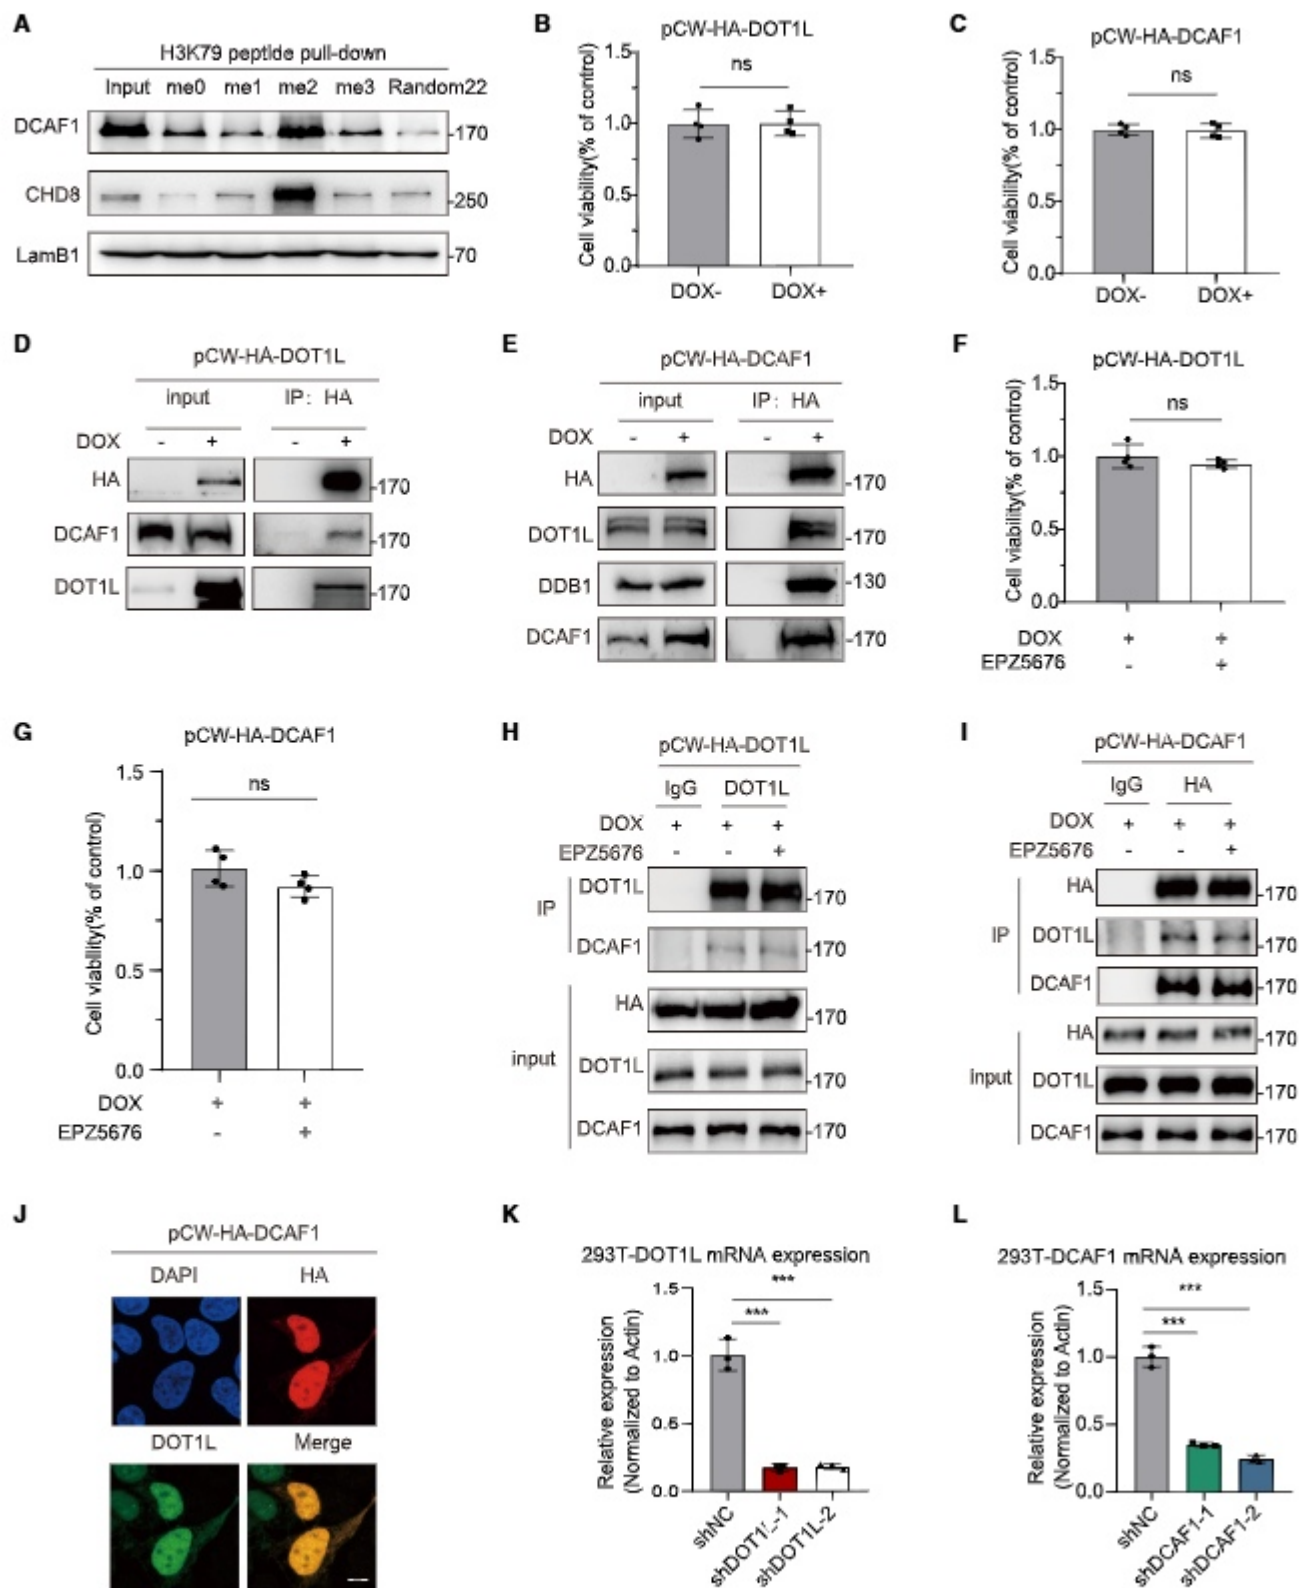 A
H3K79 peptide pull-down
Input me0 me1 me2 me3 Random22
DCAF1 -170
CHD8 -250
LamB1 -70
B
pCW-HA-DOT1L
Cell viability(% of control)
1.5
1.0
0.5
0.0
ns
DOX- DOX+
C
pCW-HA-DCAF1
Cell viability(% of control)
1.5
1.0
0.5
0.0
ns
DOX- DOX+
D
pCW-HA-DOT1L
input IP: HA
DOX - + - +
HA -170
DCAF1 -170
DOT1L -170
E
pCW-HA-DCAF1
input IP: HA
DOX - + - +
HA -170
DOT1L -170
DDB1 -130
DCAF1 -170
F
pCW-HA-DOT1L
Cell viability(% of control)
1.5
1.0
0.5
0.0
ns
DOX + +
EPZ5676 - +
G
pCW-HA-DCAF1
Cell viability(% of control)
1.5
1.0
0.5
0.0
ns
DOX + +
EPZ5676 - +
H
pCW-HA-DOT1L
IgG DOT1L
DOX + + +
EPZ5676 - - +
IP
DOT1L -170
DCAF1 -170
input
HA -170
DOT1L -170
DCAF1 -170
I
pCW-HA-DCAF1
IgG HA
DOX + + +
EPZ5676 - - +
IP
HA -170
DOT1L -170
DCAF1 -170
input
HA -170
DOT1L -170
DCAF1 -170
J
pCW-HA-DCAF1
DAPI HA
DOT1L Merge
K
293T-DOT1L mRNA expression
Relative expression
(Normalized to Actin)
1.5
1.0
0.5
0.0
***
***
shNC
shDOT1L-1
shDOT1L-2
L
293T-DCAF1 mRNA expression
Relative expression
(Normalized to Actin)
1.5
1.0
0.5
0.0
***
***
shNC
shDCAF1-1
shDCAF1-2